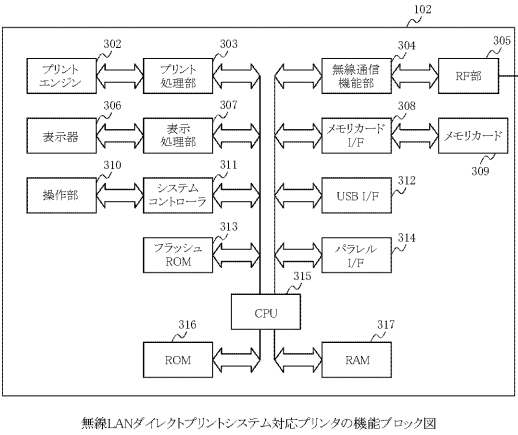 102
302
303
304
305
プリント
エンジン
プリント
処理部
無線通信
機能部
RF部
306
307
308
表示器
表示
処理部
メモリカード
I/F
メモリカード
309
310
311
312
操作部
システム
コントローラ
USB I/F
313
314
フラッシュ
ROM
パラレル
I/F
315
CPU
316
317
ROM
RAM
無線LANダイレクトプリントシステム対応プリンタの機能ブロック図